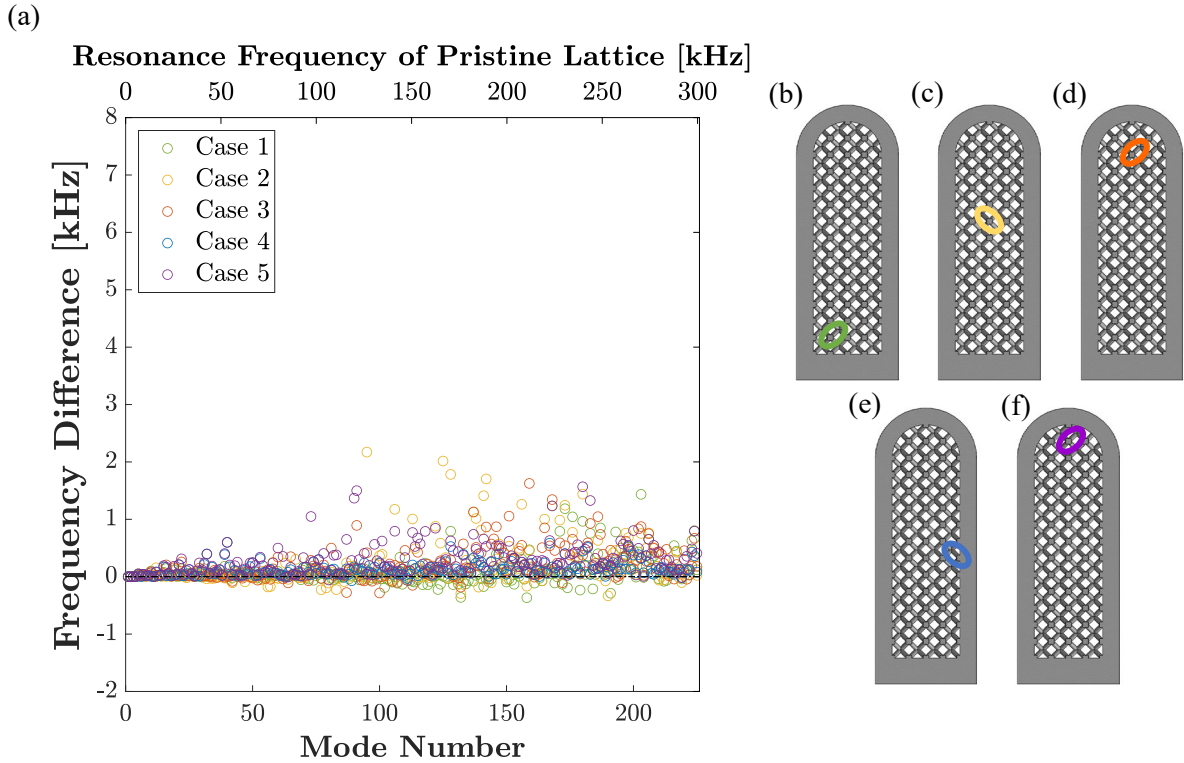 (a)
Resonance Frequency of Pristine Lattice [kHz]
0 50 100 150 200 250 300
8
7
6
5
4
3
2
1
0
-1
-2
Frequency Difference [kHz]
Case 1
Case 2
Case 3
Case 4
Case 5
0 50 100 150 200
Mode Number
(b) (c) (d)
(e) (f)